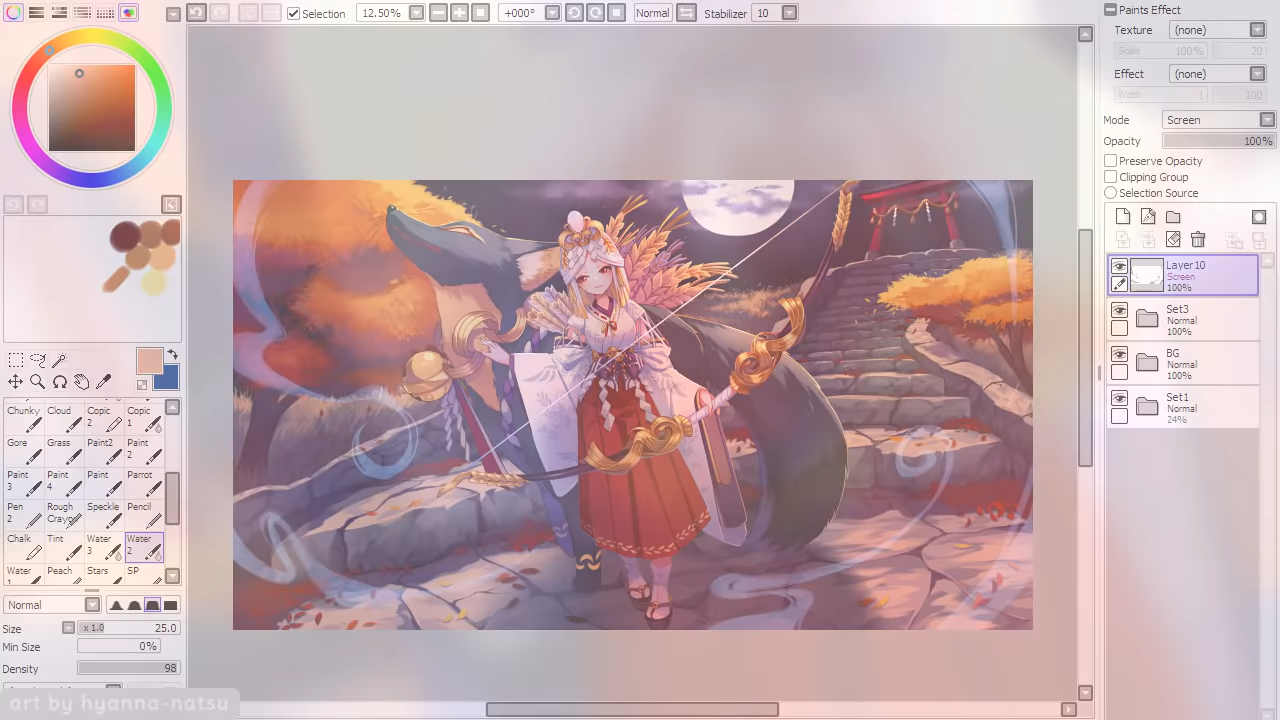 Selection 12.50% +000° Normal Stabilizer 10
Paints Effect
Texture (none)
Scale 100% 20
Effect (none)
Width 1 100
Mode Screen
Opacity 100%
Preserve Opacity
Clipping Group
Selection Source
Layer10
Screen
100%
Set3
Normal
100%
BG
Normal
100%
Set1
Normal
24%
Chunky Cloud Copic 2 Copic 1
Gore Grass Paint2 Paint 2
Paint 3 Paint 4 Paint Parrot
Pen 2 Rough Crayon Speckle Pencil
Chalk Tint Water 3 Water 2
Water 1 Peach Stars SP
Normal
Size x 1.0 25.0
Min Size 0%
Density 98
art by hyanna-natsu